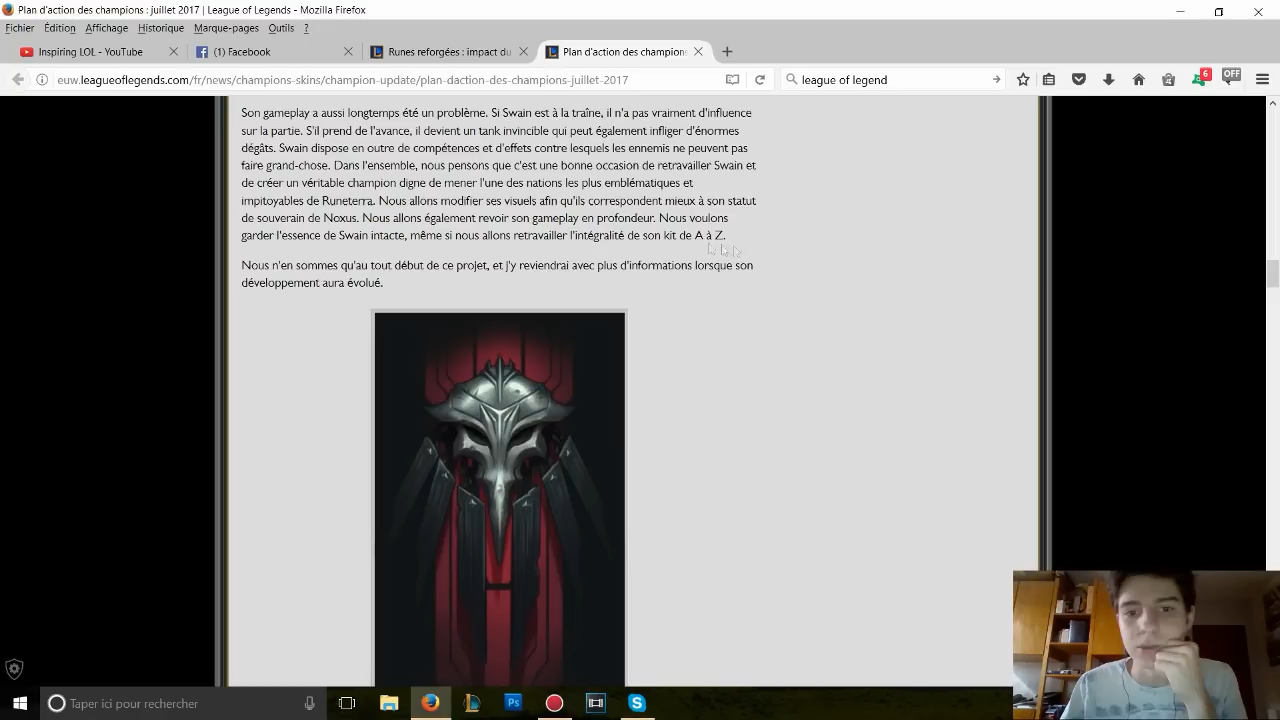 Plan d'action des champions : juillet 2017 | League of Legends - Mozilla Firefox
Fichier Édition Affichage Historique Marque-pages Outils ?
Inspiring LOL - YouTube
(1) Facebook
Runes reforgées : impact du
Plan d'action des champions
euw.leagueoflegends.com/fr/news/champions-skins/champion-update/plan-daction-des-champions-juillet-2017
league of legend
6
OFF
Son gameplay a aussi longtemps été un problème. Si Swain est à la traîne, il n'a pas vraiment d'influence
sur la partie. S'il prend de l'avance, il devient un tank invincible qui peut également infliger d'énormes
dégâts. Swain dispose en outre de compétences et d'effets contre lesquels les ennemis ne peuvent pas
faire grand-chose. Dans l'ensemble, nous pensons que c'est une bonne occasion de retravailler Swain et
de créer un véritable champion digne de mener l'une des nations les plus emblématiques et
impitoyables de Runeterra. Nous allons modifier ses visuels afin qu'ils correspondent mieux à son statut
de souverain de Noxus. Nous allons également revoir son gameplay en profondeur. Nous voulons
garder l'essence de Swain intacte, même si nous allons retravailler l'intégralité de son kit de A à Z.
Nous n'en sommes qu'au tout début de ce projet, et j'y reviendrai avec plus d'informations lorsque son
développement aura évolué.
Taper ici pour rechercher
Ps